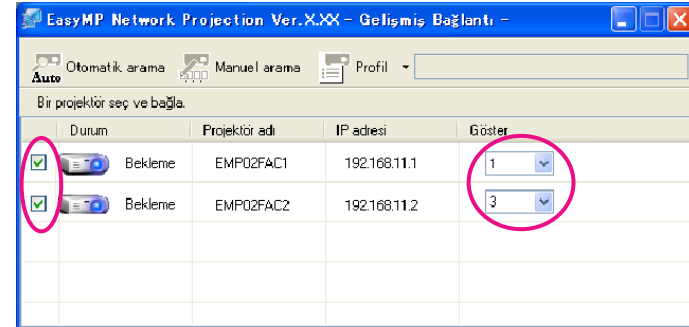 EasyMP Network Projection Ver.X.XX - Gelişmiş Bağlantı -
Auto Otomatik arama Manuel arama Profil
Bir projektör seç ve bağla.
Durum Projektör adı IP adresi Göster
Bekleme EMP02FAC1 192.168.11.1 1
Bekleme EMP02FAC2 192.168.11.2 3